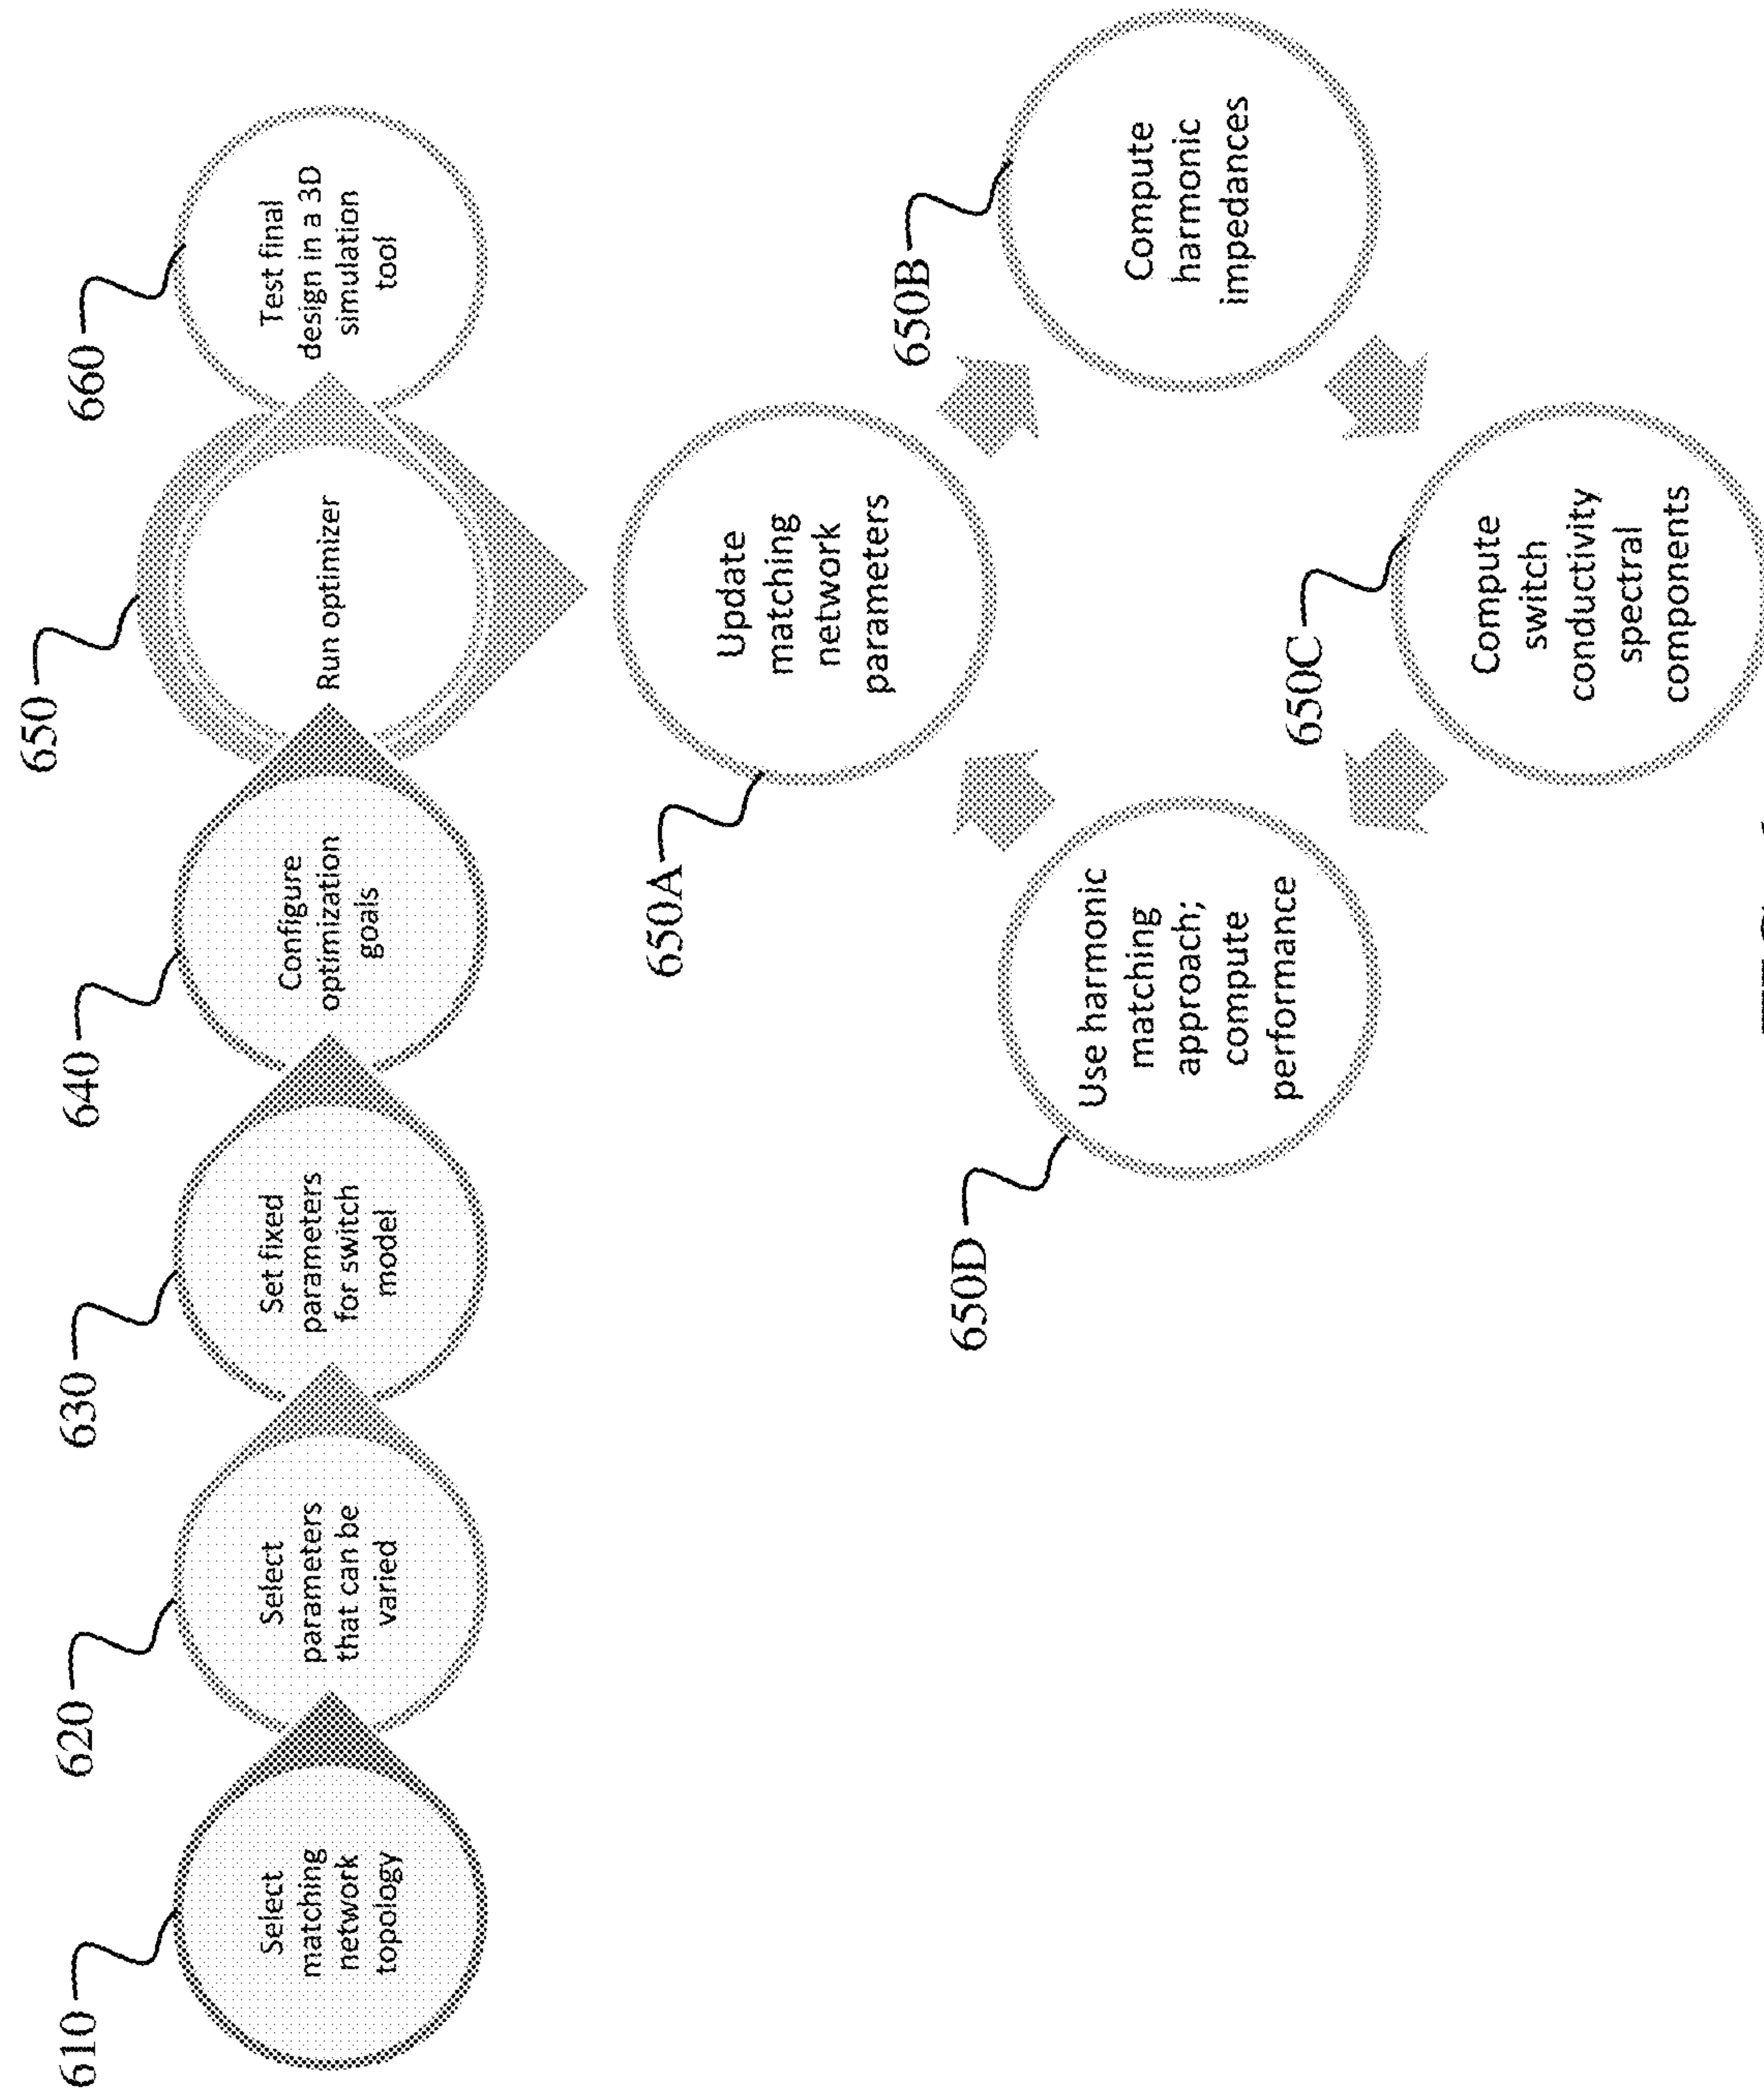 610
Select
matching
network
topology
620
Select
parameters
that can be
varied
630
Set fixed
parameters
for switch
model
640
Configure
optimization
goals
650
Run optimizer
660
Test final
design in a 3D
simulation
tool
650A
Update
matching
network
parameters
650B
Compute
harmonic
impedances
650C
Compute
switch
conductivity
spectral
components
650D
Use harmonic
matching
approach;
compute
performance